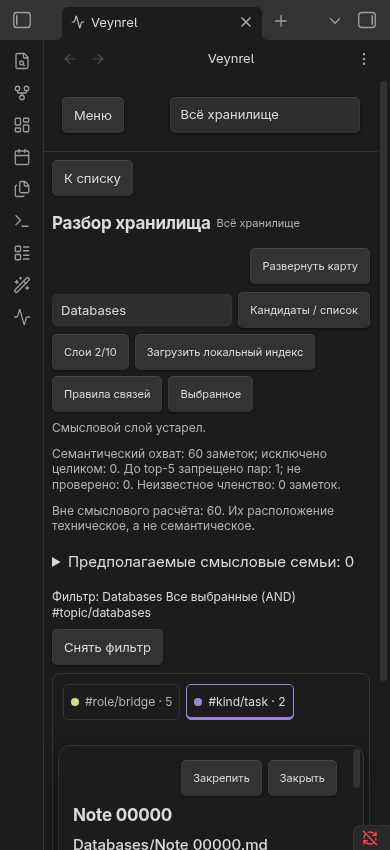 Veynrel
Veynrel
Меню
Всё хранилище
К списку
Разбор хранилища Всё хранилище
Развернуть карту
Databases
Кандидаты / список
Слои 2/10
Загрузить локальный индекс
Правила связей
Выбранное
Смысловой слой устарел.
Семантический охват: 60 заметок; исключено
целиком: 0. До top-5 запрещено пар: 1; не
проверено: 0. Неизвестное членство: 0 заметок.
Вне смыслового расчёта: 60. Их расположение
техническое, а не семантическое.
Предполагаемые смысловые семьи: 0
Фильтр: Databases Все выбранные (AND)
#topic/databases
Снять фильтр
#role/bridge · 5
#kind/task · 2
Закрепить
Закрыть
Note 00000
Databases/Note 00000.md